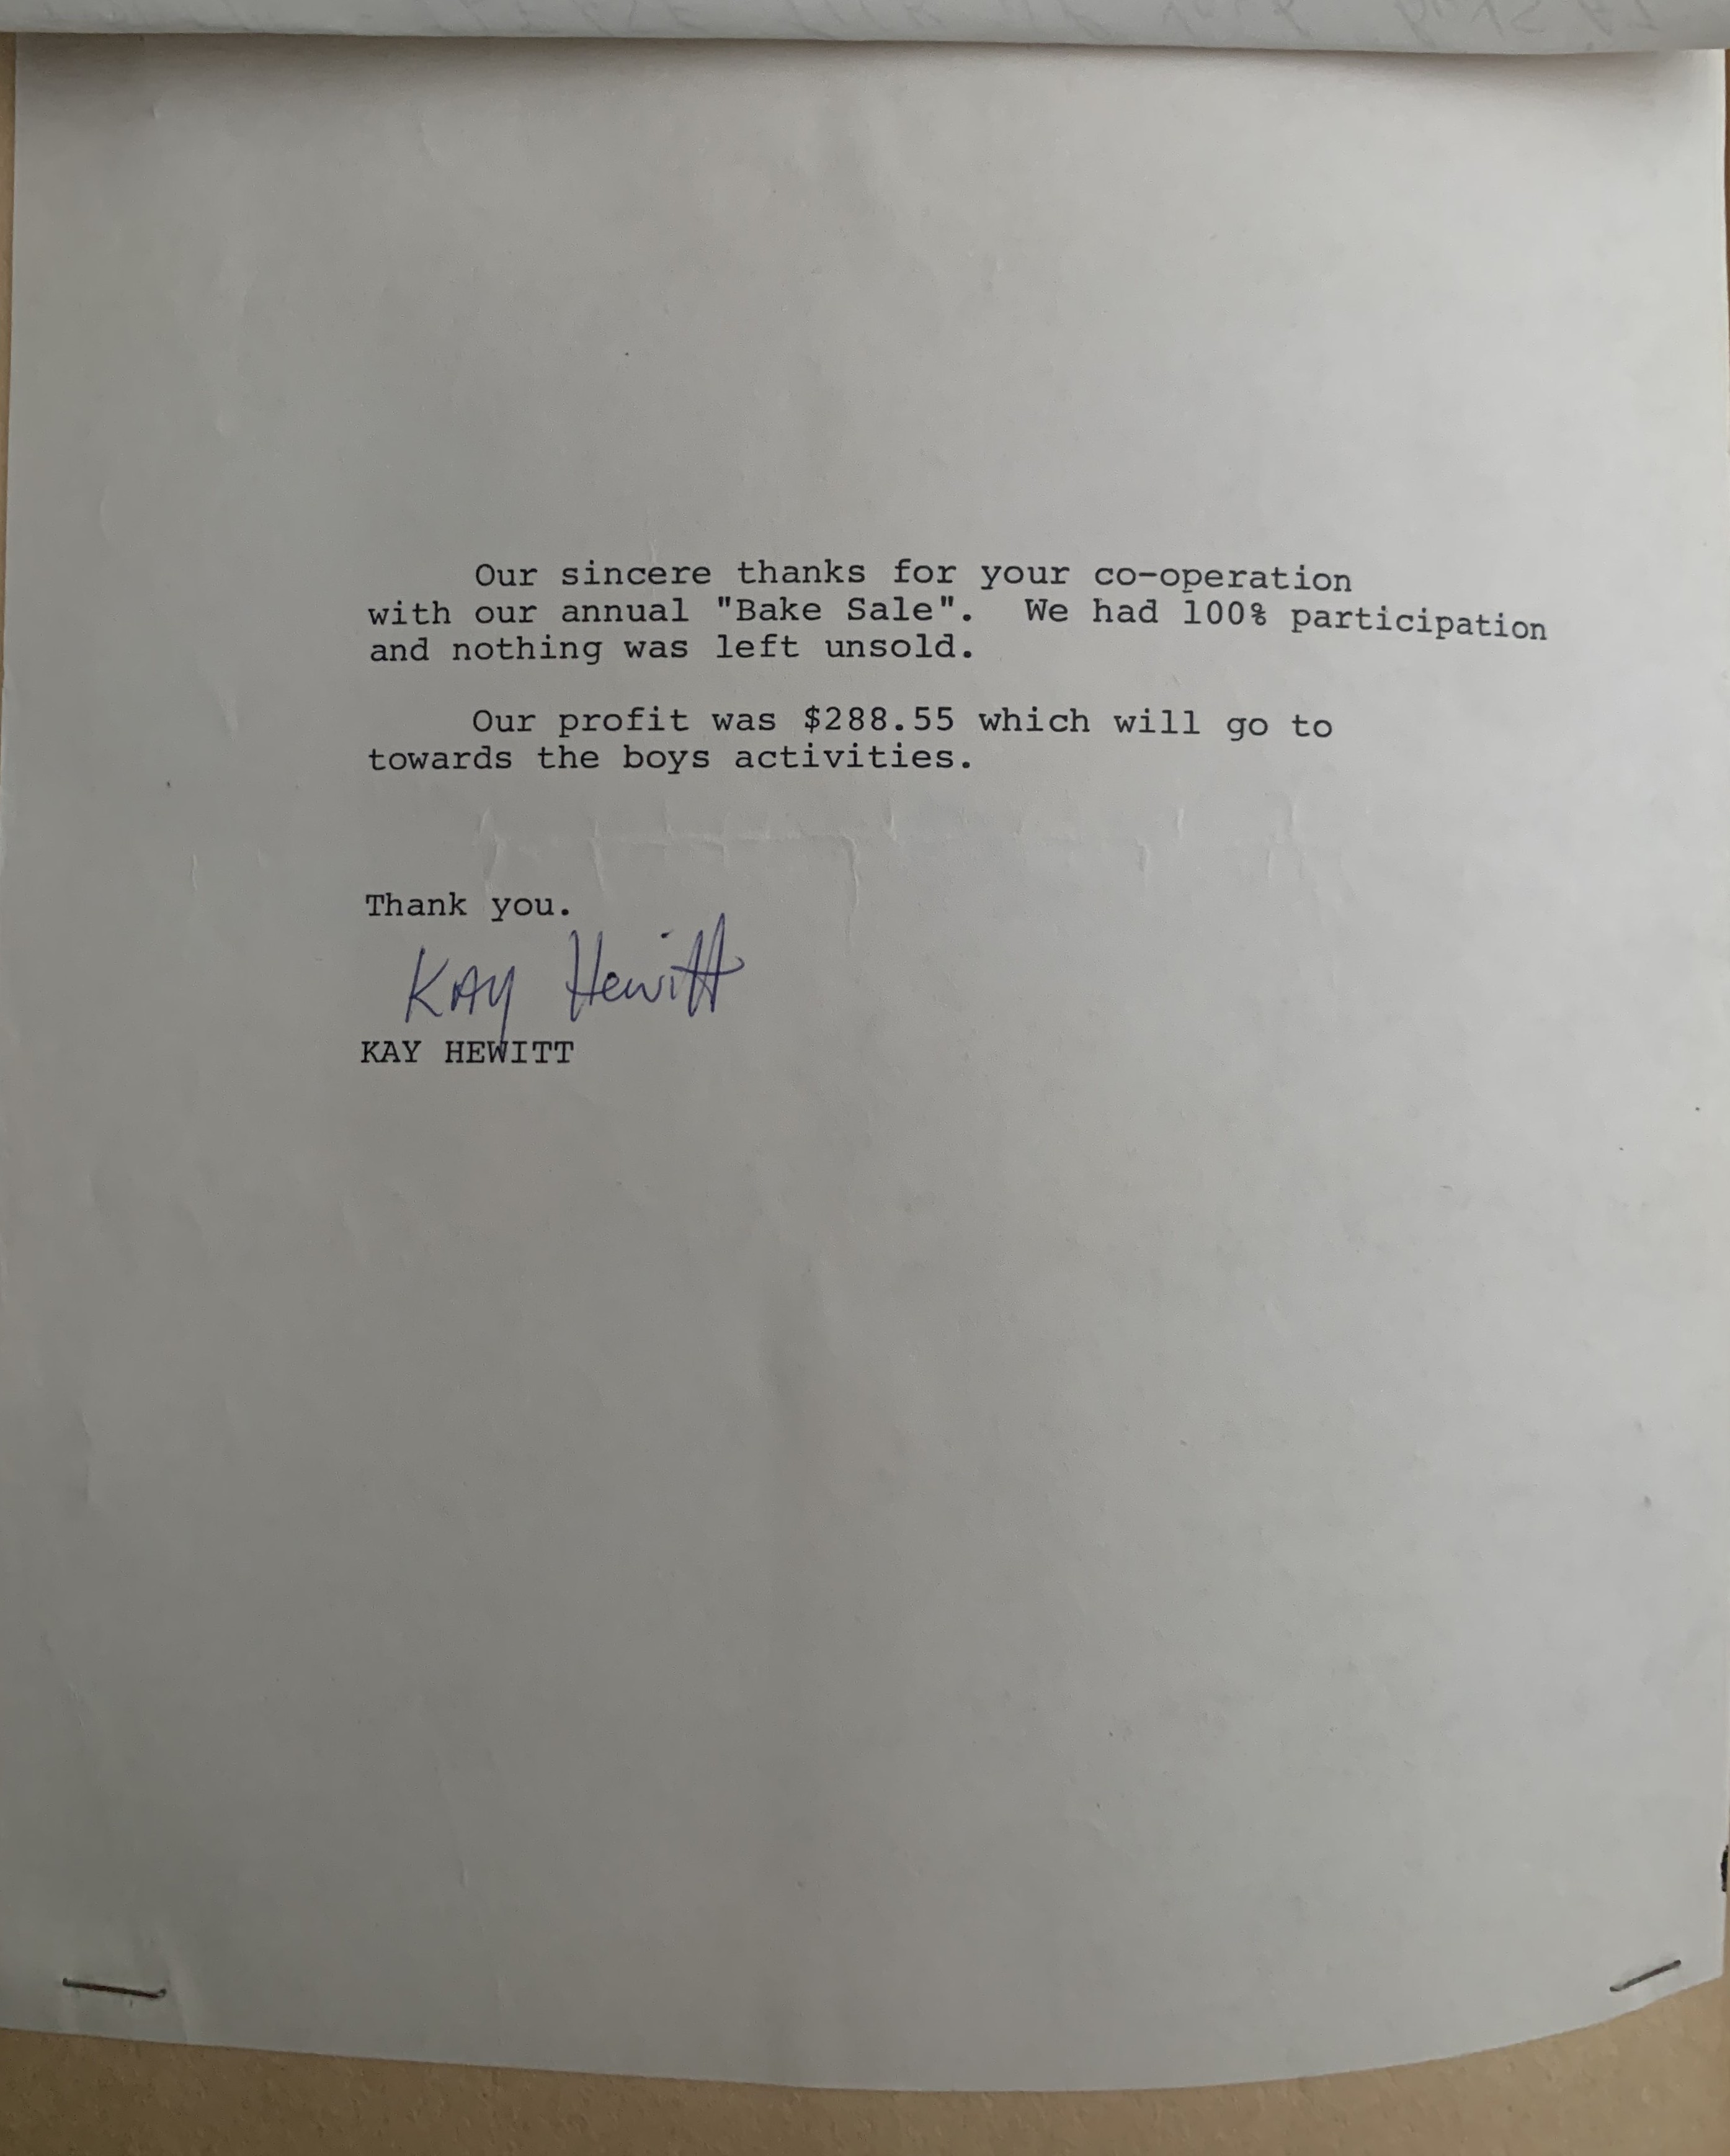 Our sincere thanks for your co-operation
with our annual "Bake Sale". We had 100% participation
and nothing was left unsold.
Our profit was $288.55 which will go to
towards the boys activities.
Thank you.
Kay Hewitt
KAY HEWITT